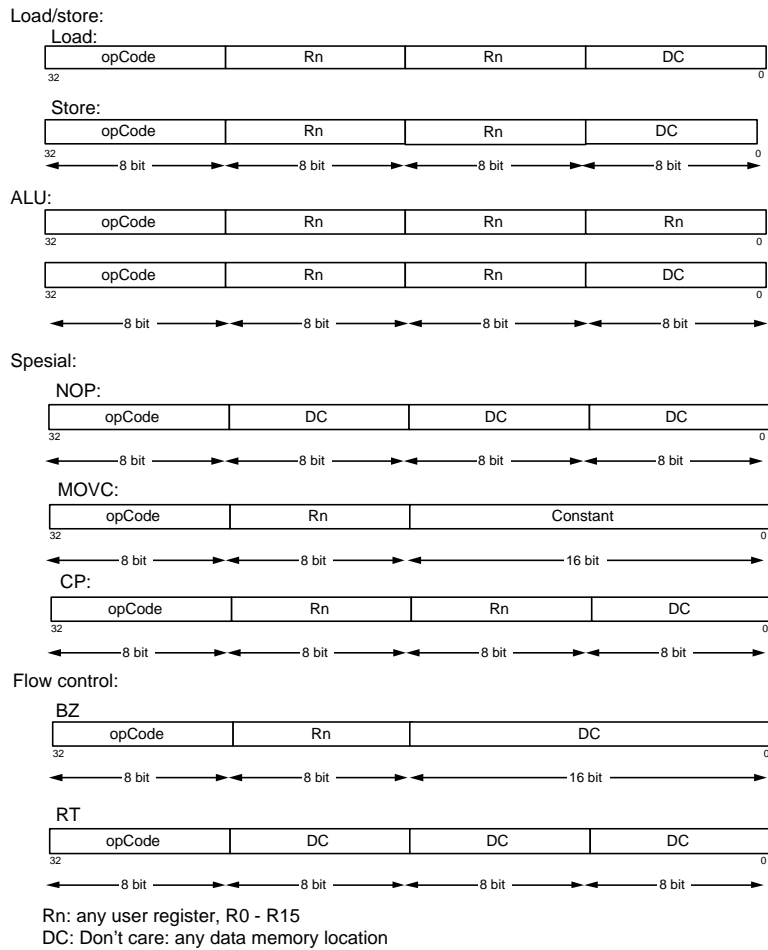 Load/store:
Load:
opCode Rn Rn DC
32 0
Store:
opCode Rn Rn DC
32 0
8 bit 8 bit 8 bit 8 bit
ALU:
opCode Rn Rn Rn
32 0
opCode Rn Rn DC
32 0
8 bit 8 bit 8 bit 8 bit
Spesial:
NOP:
opCode DC DC DC
32 0
8 bit 8 bit 8 bit 8 bit
MOVC:
opCode Rn Constant
32 0
8 bit 8 bit 16 bit
CP:
opCode Rn Rn DC
32 0
8 bit 8 bit 8 bit 8 bit
Flow control:
BZ
opCode Rn DC
32 0
8 bit 8 bit 16 bit
RT
opCode DC DC DC
32 0
8 bit 8 bit 8 bit 8 bit
Rn: any user register, R0 - R15
DC: Don't care: any data memory location